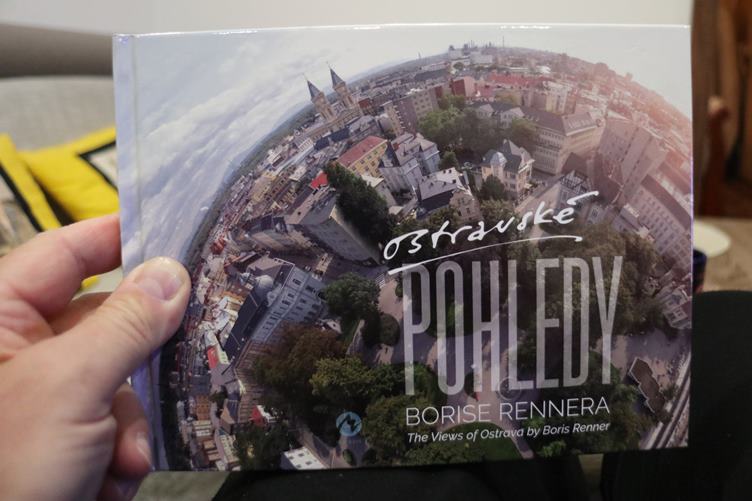 Ostravské
POHLEDY
BORISE RENNERA
The Views of Ostrava by Boris Renner